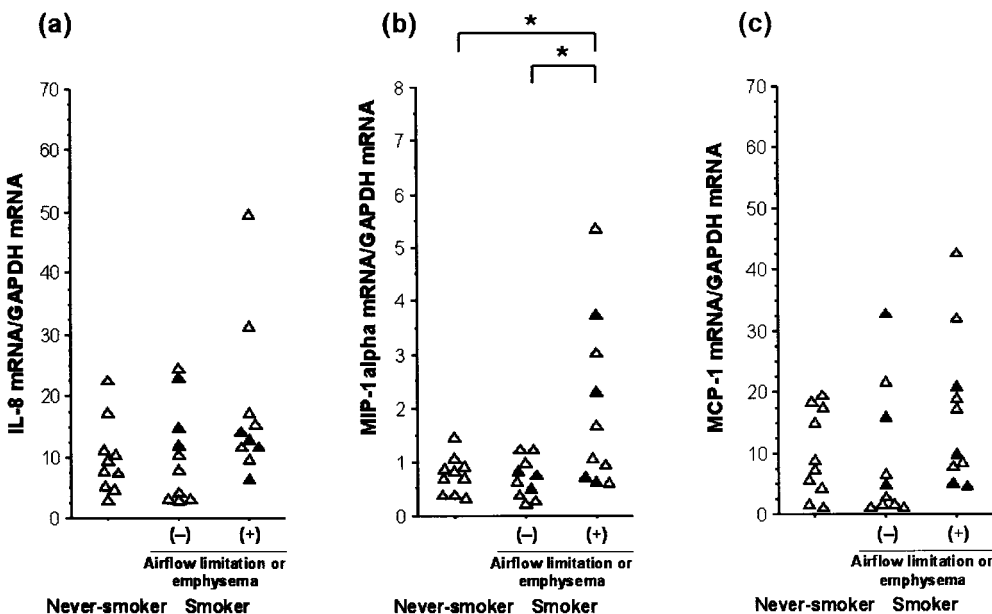 (a)
IL-8 mRNA/GAPDH mRNA
70
60
50
40
30
20
10
0
(–)
(+)
Airflow limitation or
emphysema
Never-smoker Smoker
(b)
*
*
MIP-1 alpha mRNA/GAPDH mRNA
8
7
6
5
4
3
2
1
0
(–)
(+)
Airflow limitation or
emphysema
Never-smoker Smoker
(c)
MCP-1 mRNA/GAPDH mRNA
70
60
50
40
30
20
10
0
(–)
(+)
Airflow limitation or
emphysema
Never-smoker Smoker